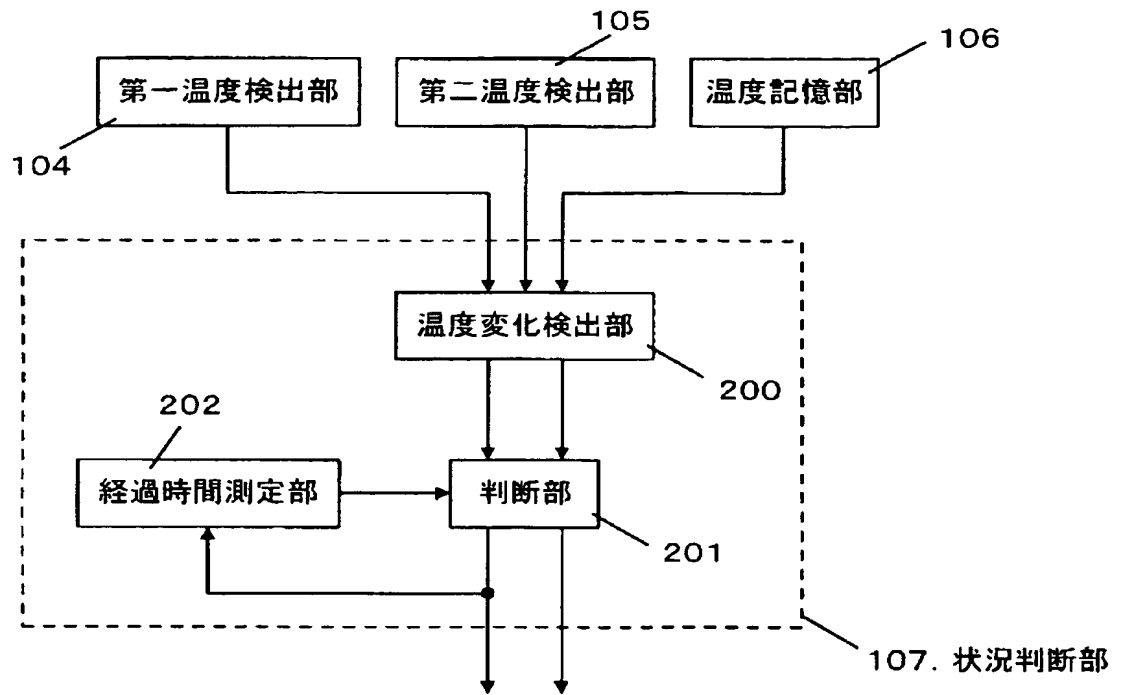 105
106
第一温度検出部
第二温度検出部
温度記憶部
104
温度変化検出部
200
202
経過時間測定部
判断部
201
107. 状況判断部